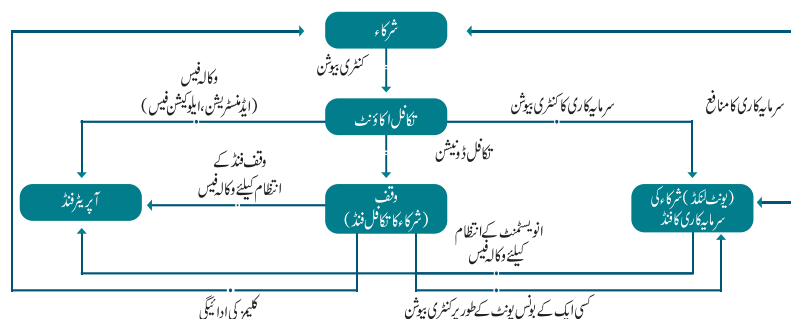 شرکاء
کنٹری بیوشن
وکالہ فیس
(ایڈمنسٹریشن، ایلوکیشن فیس)
تکافل اکاؤنٹ
سرمایہ کاری کا کنٹری بیوشن
سرمایہ کاری کا منافع
تکافل ڈونیشن
وقف فنڈ کے
انتظام کیلئے وکالہ فیس
آپریٹر فنڈ
وقف
(شرکاء کا تکافل فنڈ)
(یونٹ لنکڈ) شرکاء کی
سرمایہ کاری کا فنڈ
انویسٹمنٹ کے انتظام
کیلئے وکالہ فیس
کلیمز کی ادائیگی
کسی ایک کے بونس یونٹ کے طور پر کنٹری بیوشن